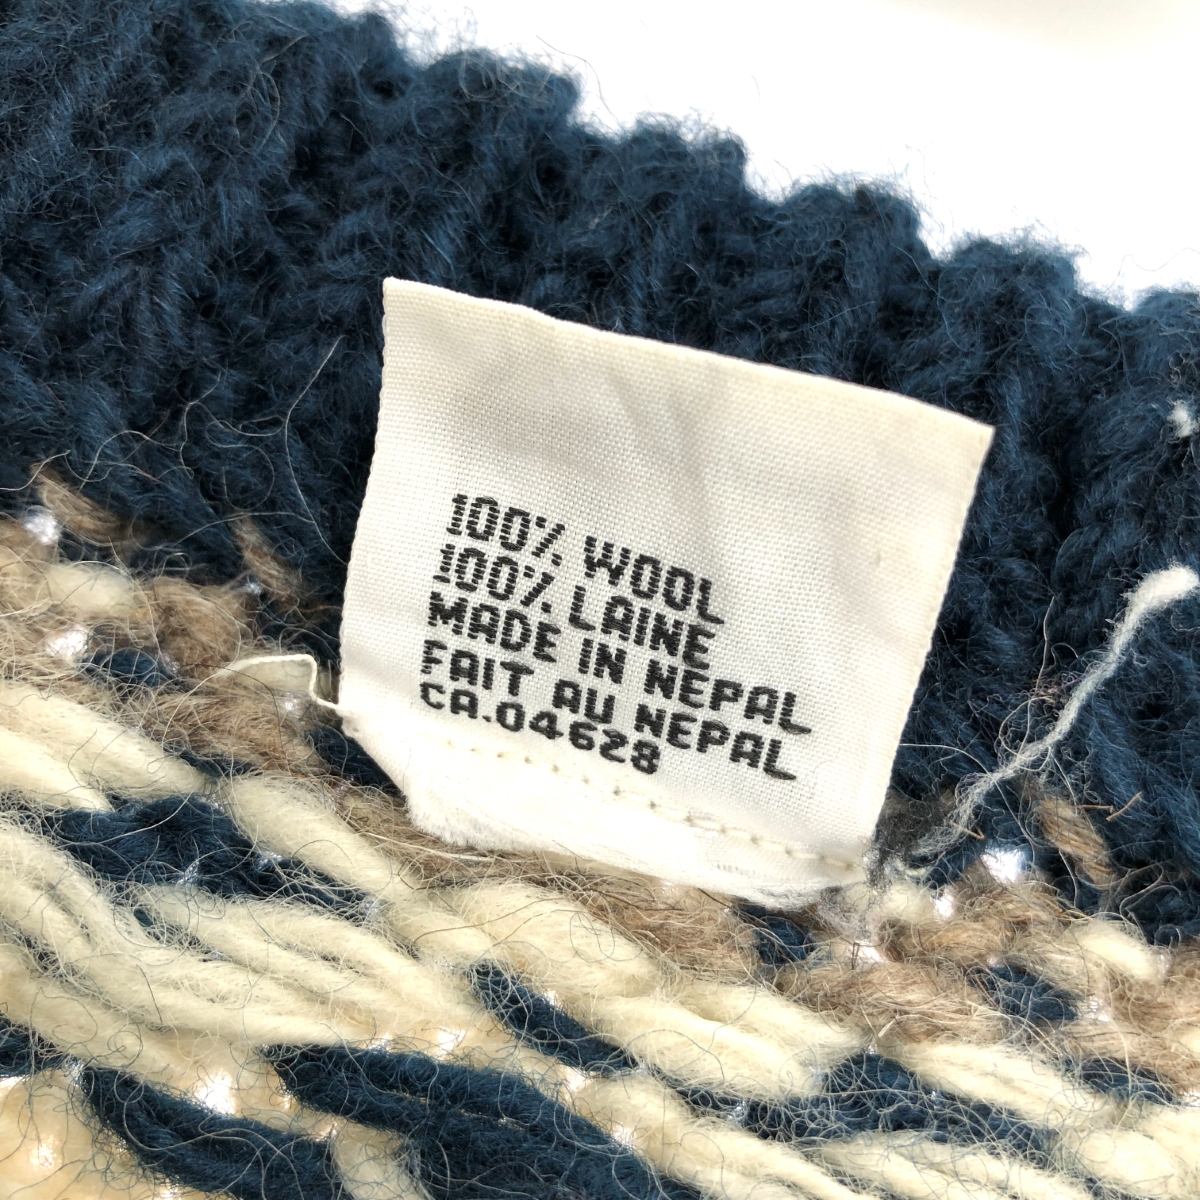 100% WOOL
100% LAINE
MADE IN NEPAL
FAIT AU NEPAL
CA.04628